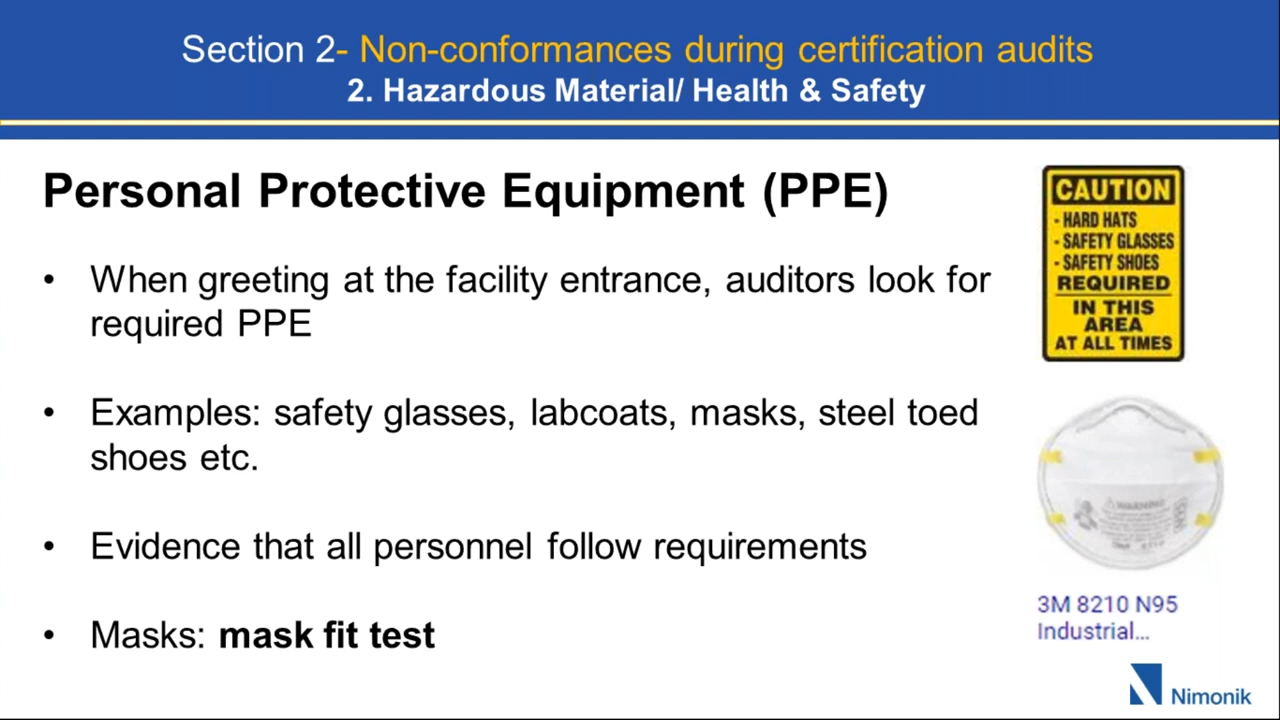 Section 2- Non-conformances during certification audits
2. Hazardous Material/ Health & Safety
Personal Protective Equipment (PPE)
• When greeting at the facility entrance, auditors look for
required PPE
• Examples: safety glasses, labcoats, masks, steel toed
shoes etc.
• Evidence that all personnel follow requirements
• Masks: mask fit test
CAUTION
- HARD HATS
- SAFETY GLASSES
- SAFETY SHOES
REQUIRED
IN THIS
AREA
AT ALL TIMES
WARNING
3M 8210 N95
Industrial...
Nimonik